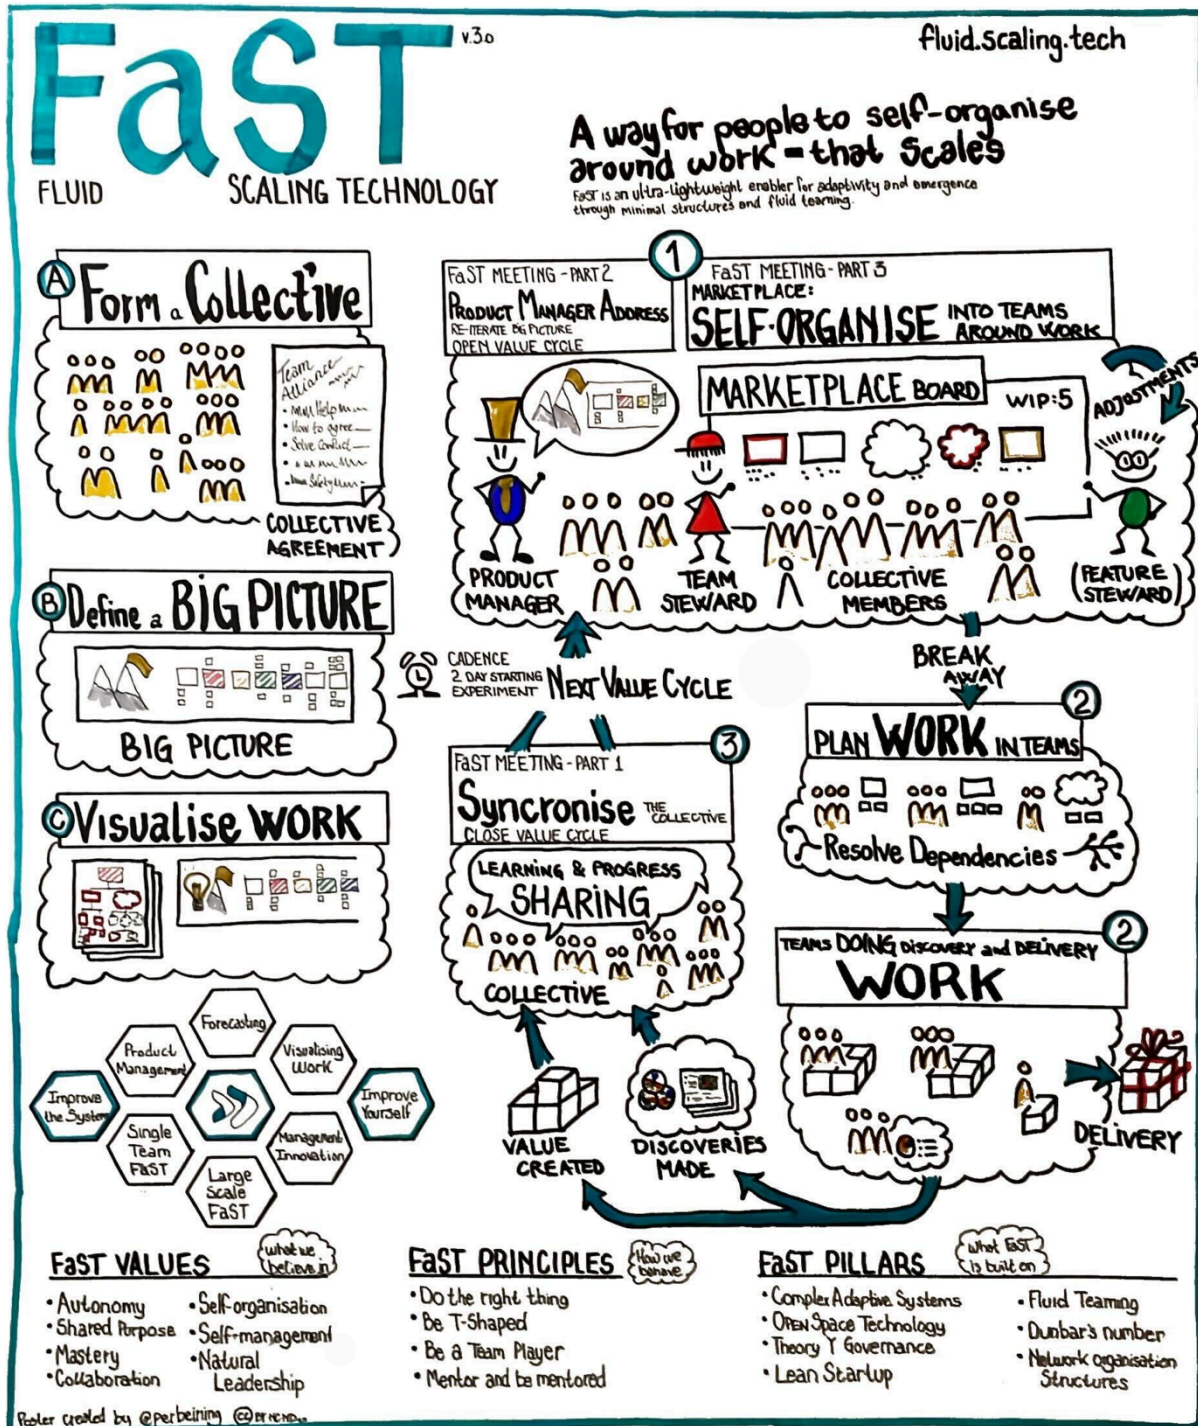 FaST v.3.0
fluid.scaling.tech
FLUID SCALING TECHNOLOGY
A way for people to self-organise
around work - that scales
FaST is an ultra-lightweight enabler for adaptivity and emergence
through minimal structures and fluid teaming.
A Form a Collective
Team
Alliance
Help
How to agree
Solve Conflict
Safety
COLLECTIVE
AGREEMENT
B Define a BiG PICTURE
BIG PICTURE
C Visualise WORK
1
FaST MEETING - PART 2
PRODUCT MANAGER ADDRESS
RE-ITERATE BIG PICTURE
OPEN VALUE CYCLE
FaST MEETING - PART 3
MARKETPLACE:
SELF-ORGANISE INTO TEAMS
AROUND WORK
MARKETPLACE BOARD
WIP:5
ADJUSTMENTS
PRODUCT
MANAGER
TEAM
STEWARD
COLLECTIVE
MEMBERS
(FEATURE
STEWARD)
BREAK
AWAY
CADENCE
2 DAY STARTING
EXPERIMENT
NEXT VALUE CYCLE
2
PLAN WORK IN TEAMS
Resolve Dependencies
2
TEAMS DOING DISCOVERY and DELIVERY
WORK
DELIVERY
3
FaST MEETING - PART 1
Syncronise THE
COLLECTIVE
CLOSE VALUE CYCLE
LEARNING & PROGRESS
SHARING
COLLECTIVE
VALUE
CREATED
DISCOVERIES
MADE
Forecasting
Product
Management
Visualising
Work
Improve
the System
Improve
Yourself
Single
Team
FaST
Management
Innovation
Large
Scale
FaST
FaST VALUES
what we
believe in
• Autonomy
• Shared Purpose
• Mastery
• Collaboration
• Self-organisation
• Self-management
• Natural
Leadership
FaST PRINCIPLES
How we
behave
• Do the right thing
• Be T-Shaped
• Be a Team Player
• Mentor and be mentored
FaST PILLARS
What FaST
is built on
• Complex Adaptive Systems
• OPEN Space Technology
• Theory Y Governance
• Lean Startup
• Fluid Teaming
• Dunbar's number
• Network organisation
Structures
Poster created by @perbeining